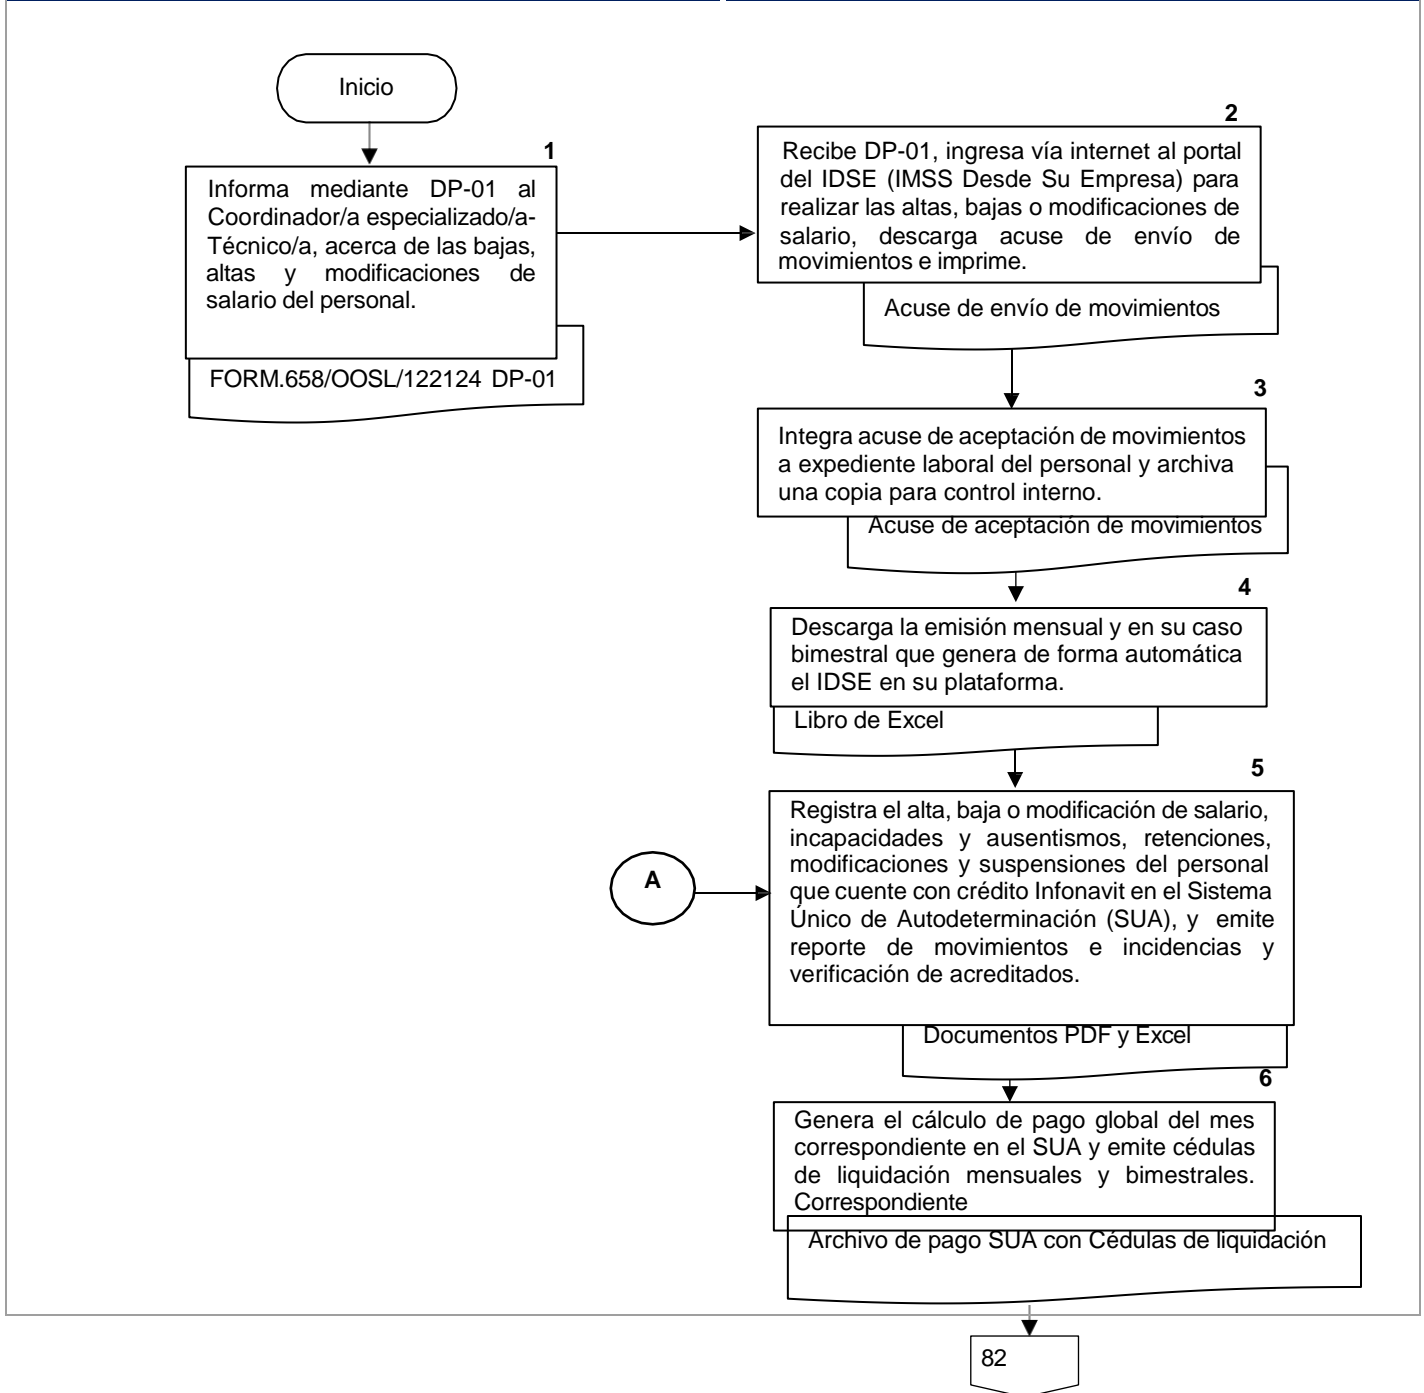 Inicio
1
Informa mediante DP-01 al
Coordinador/a especializado/a-
Técnico/a, acerca de las bajas,
altas y modificaciones de
salario del personal.
FORM.658/OOSL/122124 DP-01
2
Recibe DP-01, ingresa vía internet al portal
del IDSE (IMSS Desde Su Empresa) para
realizar las altas, bajas o modificaciones de
salario, descarga acuse de envío de
movimientos e imprime.
Acuse de envío de movimientos
3
Integra acuse de aceptación de movimientos
a expediente laboral del personal y archiva
una copia para control interno.
Acuse de aceptación de movimientos
4
Descarga la emisión mensual y en su caso
bimestral que genera de forma automática
el IDSE en su plataforma.
Libro de Excel
5
A
Registra el alta, baja o modificación de salario,
incapacidades y ausentismos, retenciones,
modificaciones y suspensiones del personal
que cuente con crédito Infonavit en el Sistema
Único de Autodeterminación (SUA), y emite
reporte de movimientos e incidencias y
verificación de acreditados.
Documentos PDF y Excel
6
Genera el cálculo de pago global del mes
correspondiente en el SUA y emite cédulas
de liquidación mensuales y bimestrales.
Correspondiente
Archivo de pago SUA con Cédulas de liquidación
82